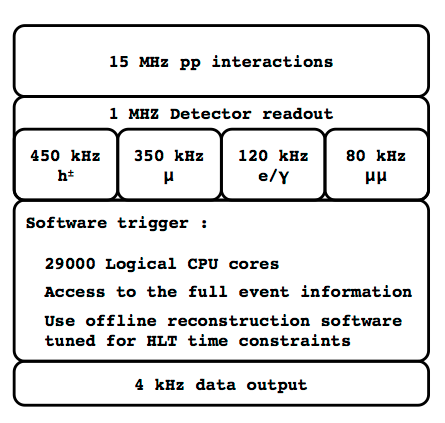 15 MHz pp interactions
1 MHZ Detector readout
450 kHz
h±
350 kHz
μ
120 kHz
e/γ
80 kHz
μμ
Software trigger :
29000 Logical CPU cores
Access to the full event information
Use offline reconstruction software
tuned for HLT time constraints
4 kHz data output